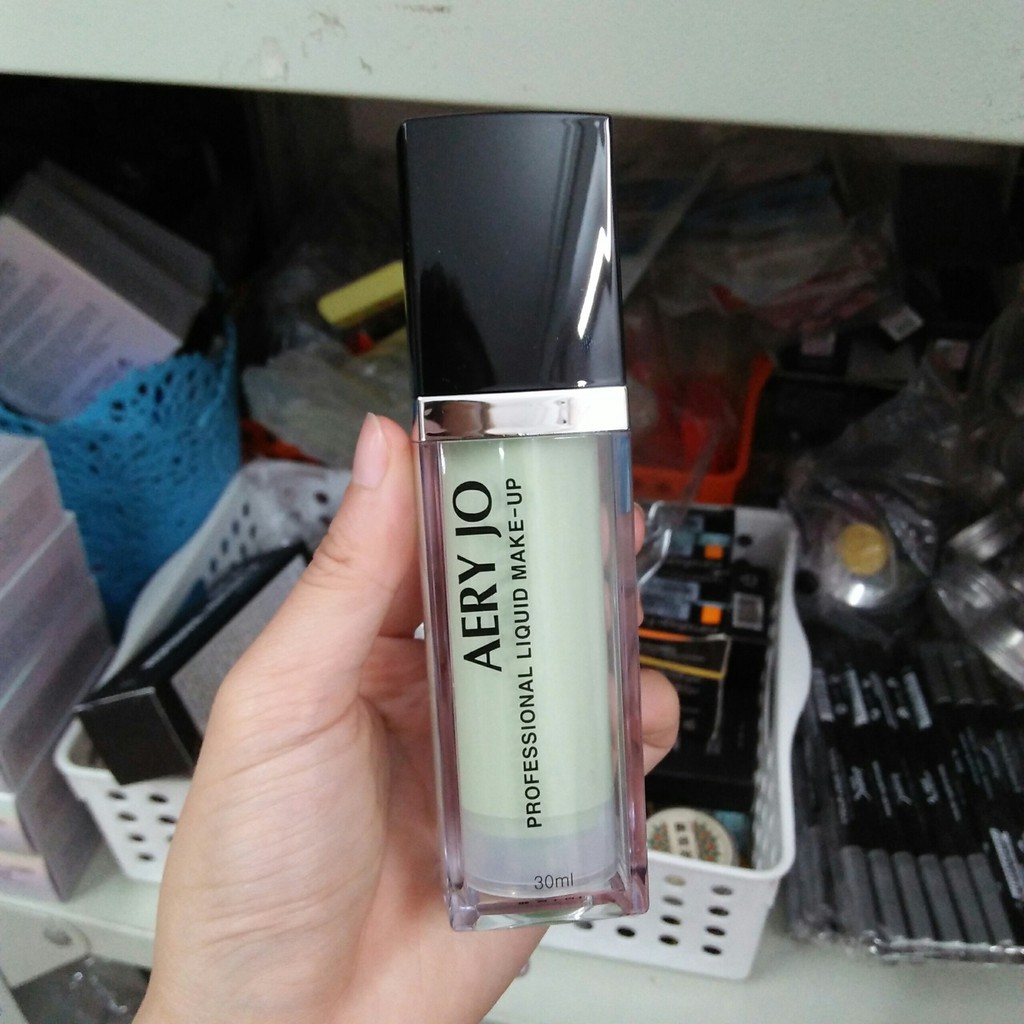 AERY JO
PROFESSIONAL LIQUID MAKE-UP
30ml